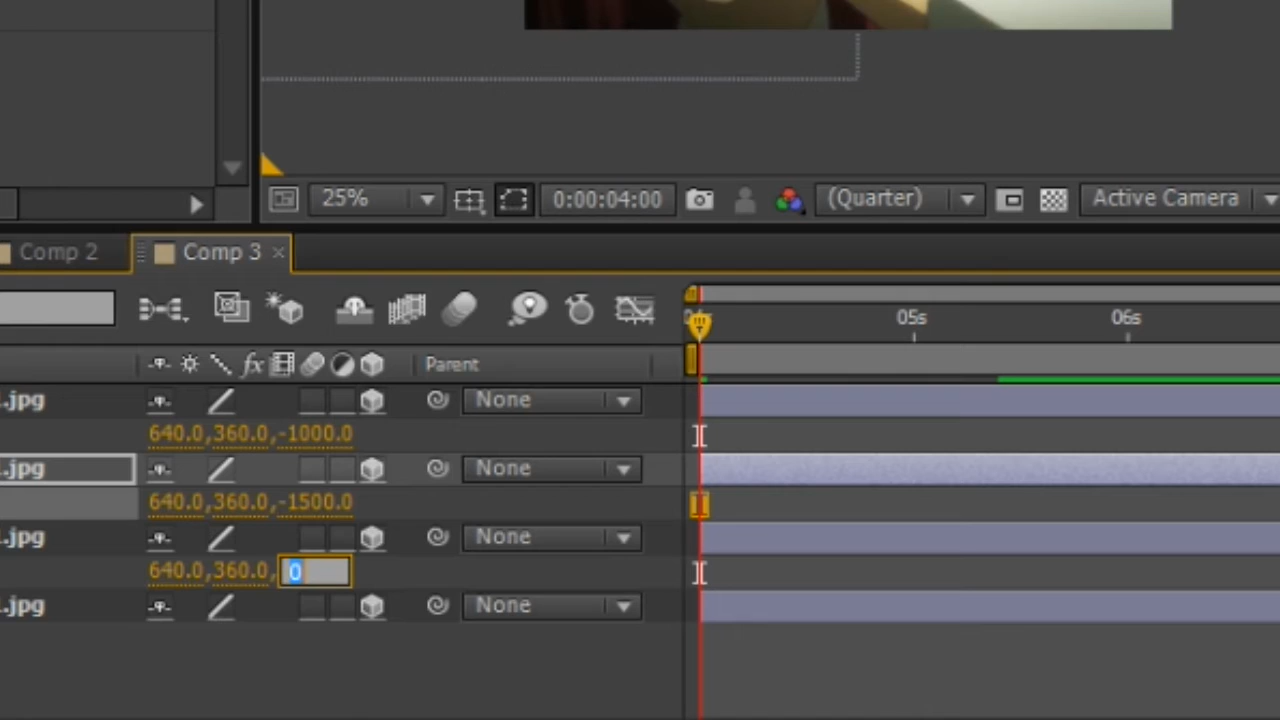 25% 0:00:04:00 (Quarter) Active Camera
Comp 2 Comp 3 ×
05s 06s
fx Parent
.jpg None
640.0,360.0,-1000.0
.jpg None
640.0,360.0,-1500.0
.jpg None
640.0,360.0, 0
.jpg None